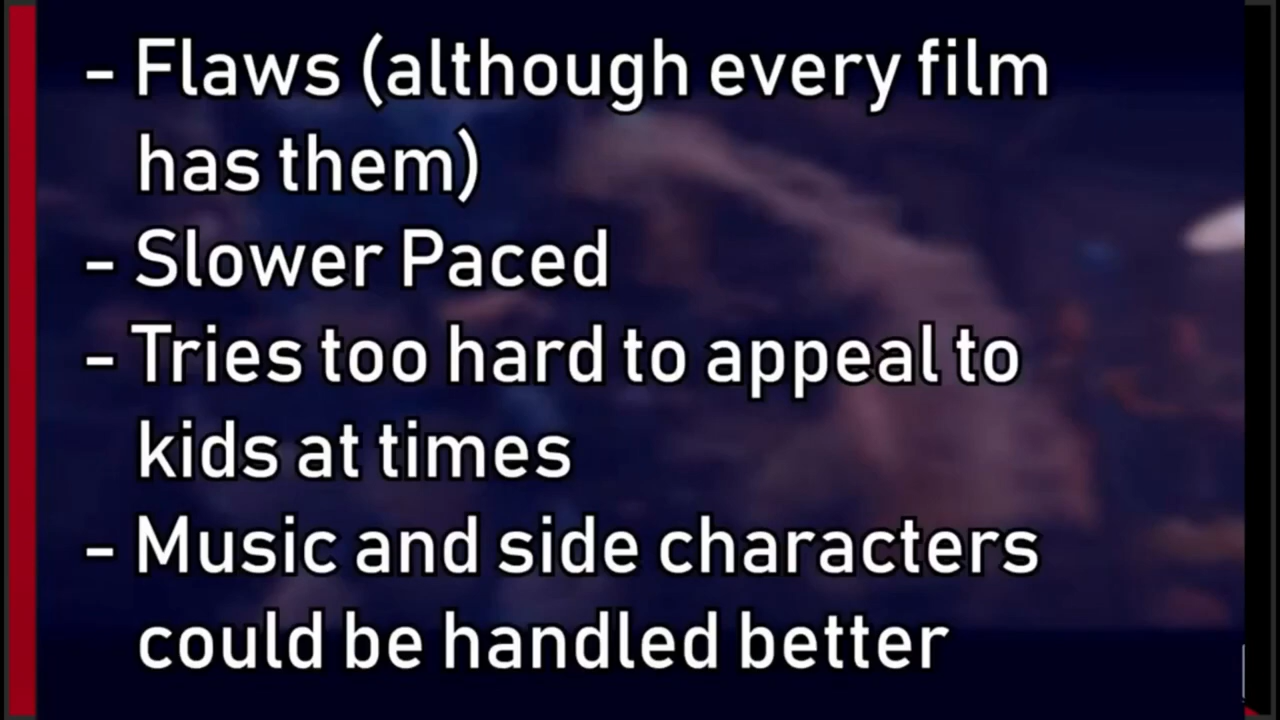 - Flaws (although every film
has them)
- Slower Paced
- Tries too hard to appeal to
kids at times
- Music and side characters
could be handled better